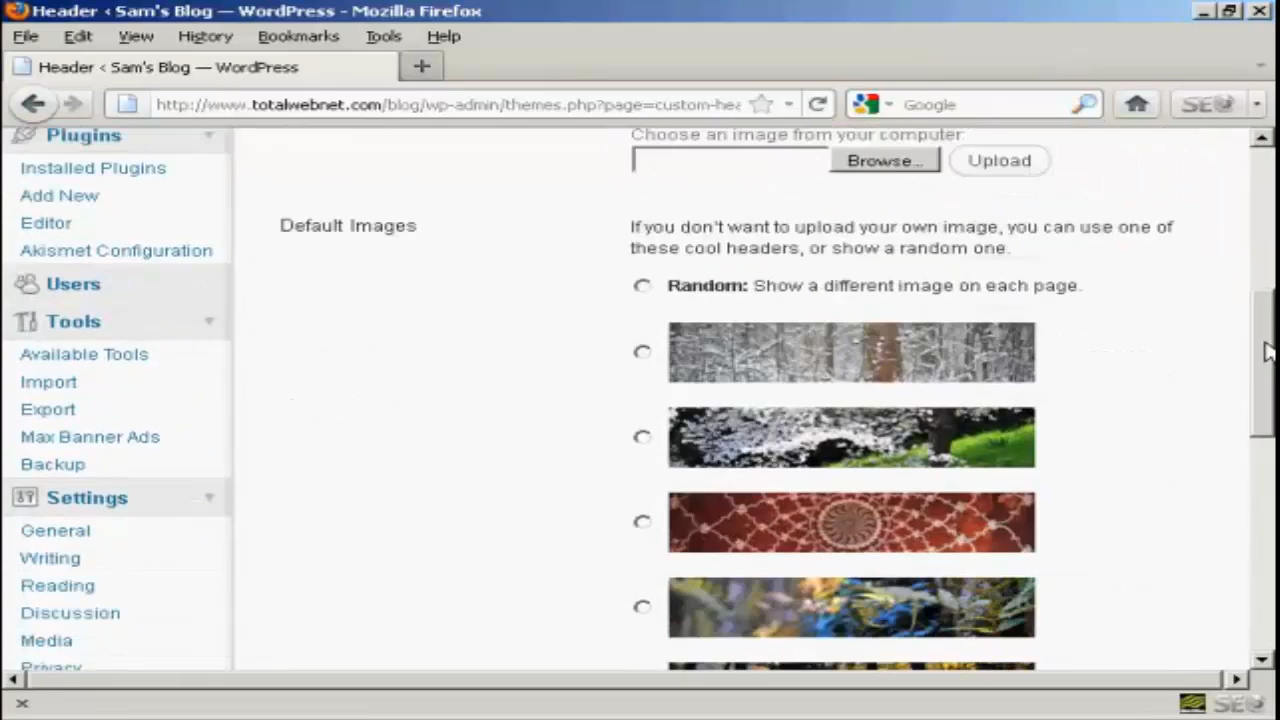 Header < Sam's Blog — WordPress - Mozilla Firefox
File Edit View History Bookmarks Tools Help
Header < Sam's Blog — WordPress
http://www.totalwebnet.com/blog/wp-admin/themes.php?page=custom-hea
Google
SEO
Plugins
Installed Plugins
Add New
Editor
Akismet Configuration
Users
Tools
Available Tools
Import
Export
Max Banner Ads
Backup
Settings
General
Writing
Reading
Discussion
Media
Privacy
Choose an image from your computer:
Browse... Upload
Default Images
If you don't want to upload your own image, you can use one of
these cool headers, or show a random one.
Random: Show a different image on each page.
SEO